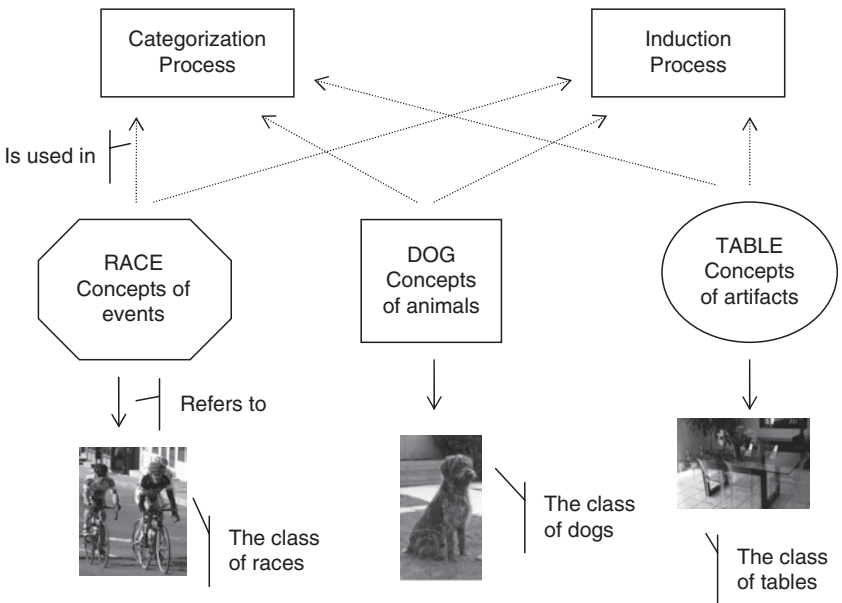 Categorization
Process
Induction
Process
Is used in
RACE
Concepts of
events
DOG
Concepts
of animals
TABLE
Concepts
of artifacts
Refers to
The class
of races
The class
of dogs
The class
of tables